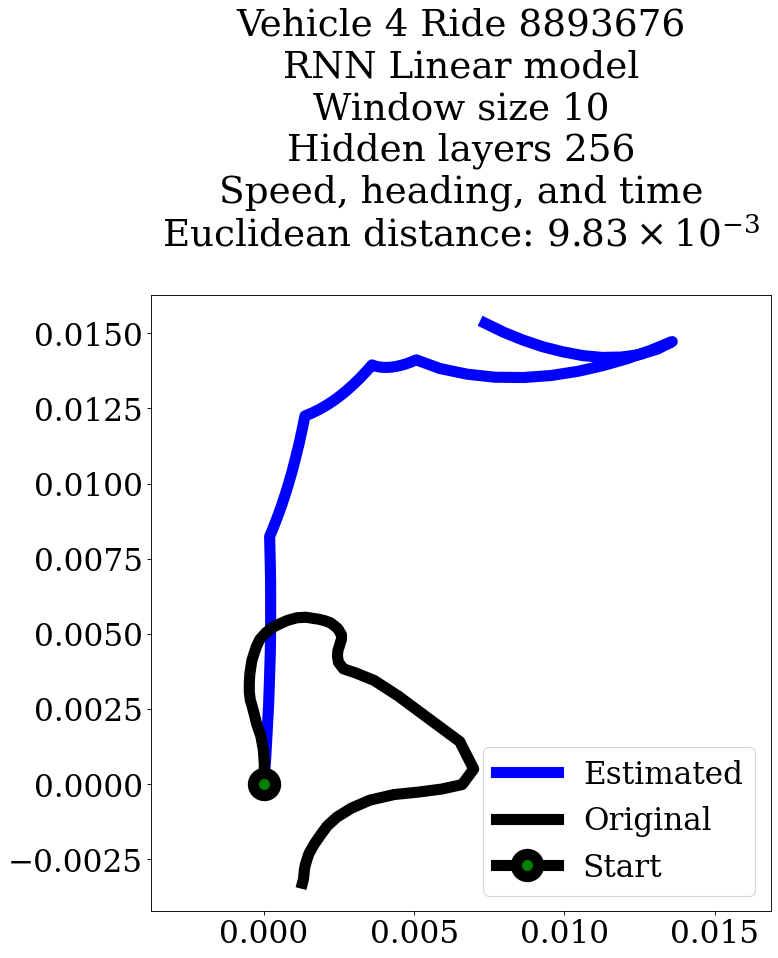 Vehicle 4 Ride 8893676
RNN Linear model
Window size 10
Hidden layers 256
Speed, heading, and time
Euclidean distance: 9.83 × 10⁻³
0.0150
0.0125
0.0100
0.0075
0.0050
0.0025
0.0000
−0.0025
Estimated
Original
Start
0.000 0.005 0.010 0.015